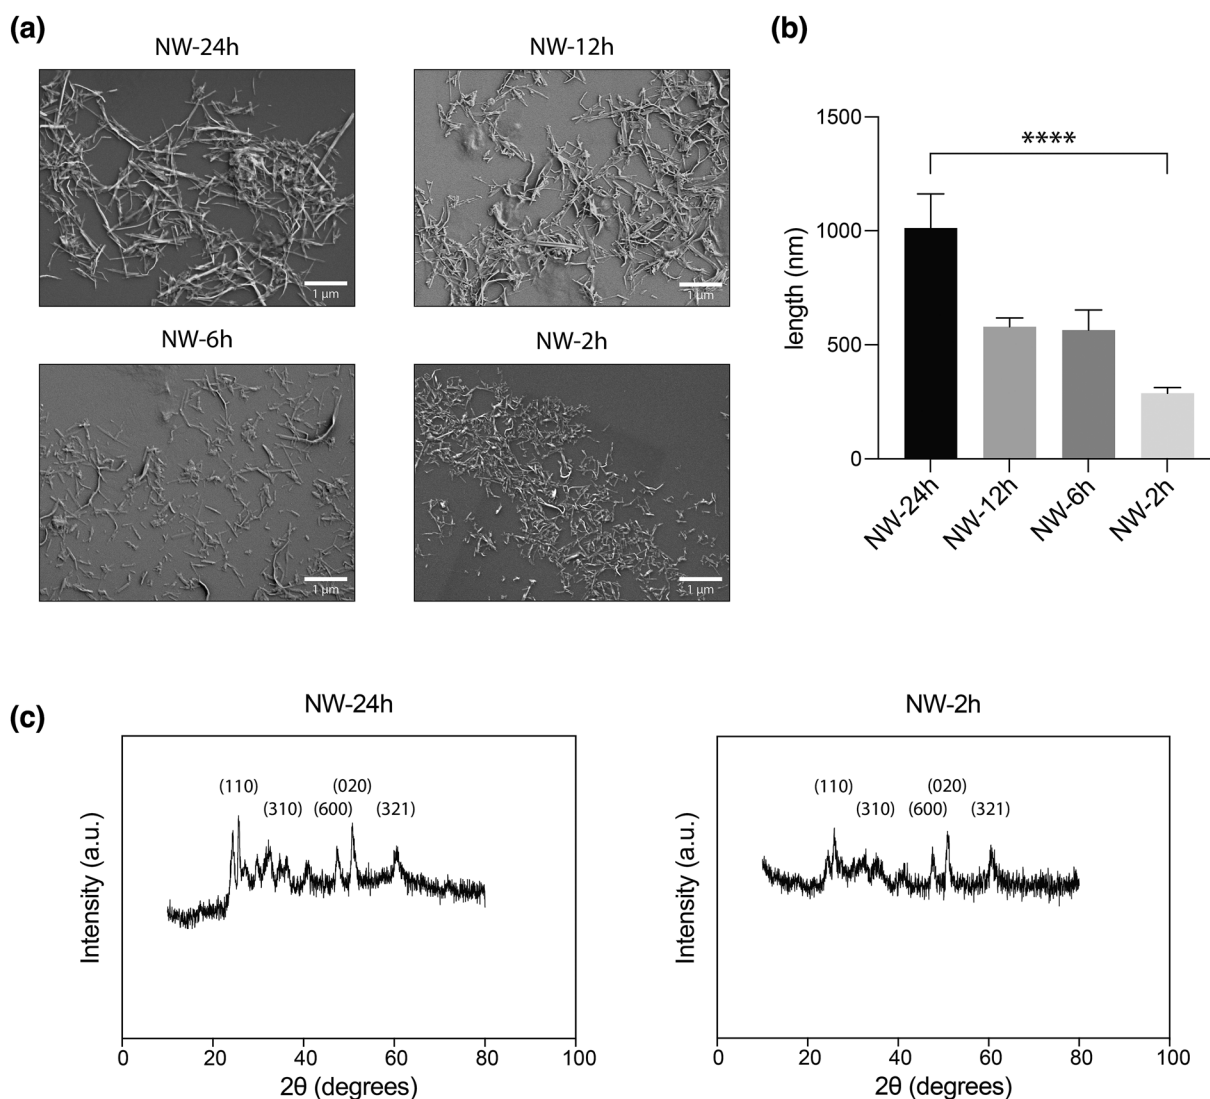 (a)
NW-24h
NW-12h
1 µm
1 µm
NW-6h
NW-2h
1 µm
1 µm
(b)
1500
1000
500
0
length (nm)
****
NW-24h
NW-12h
NW-6h
NW-2h
(c)
NW-24h
(110)
(020)
(310)
(600)
(321)
Intensity (a.u.)
0
20
40
60
80
100
2θ (degrees)
NW-2h
(110)
(020)
(310)
(600)
(321)
Intensity (a.u.)
0
20
40
60
80
100
2θ (degrees)